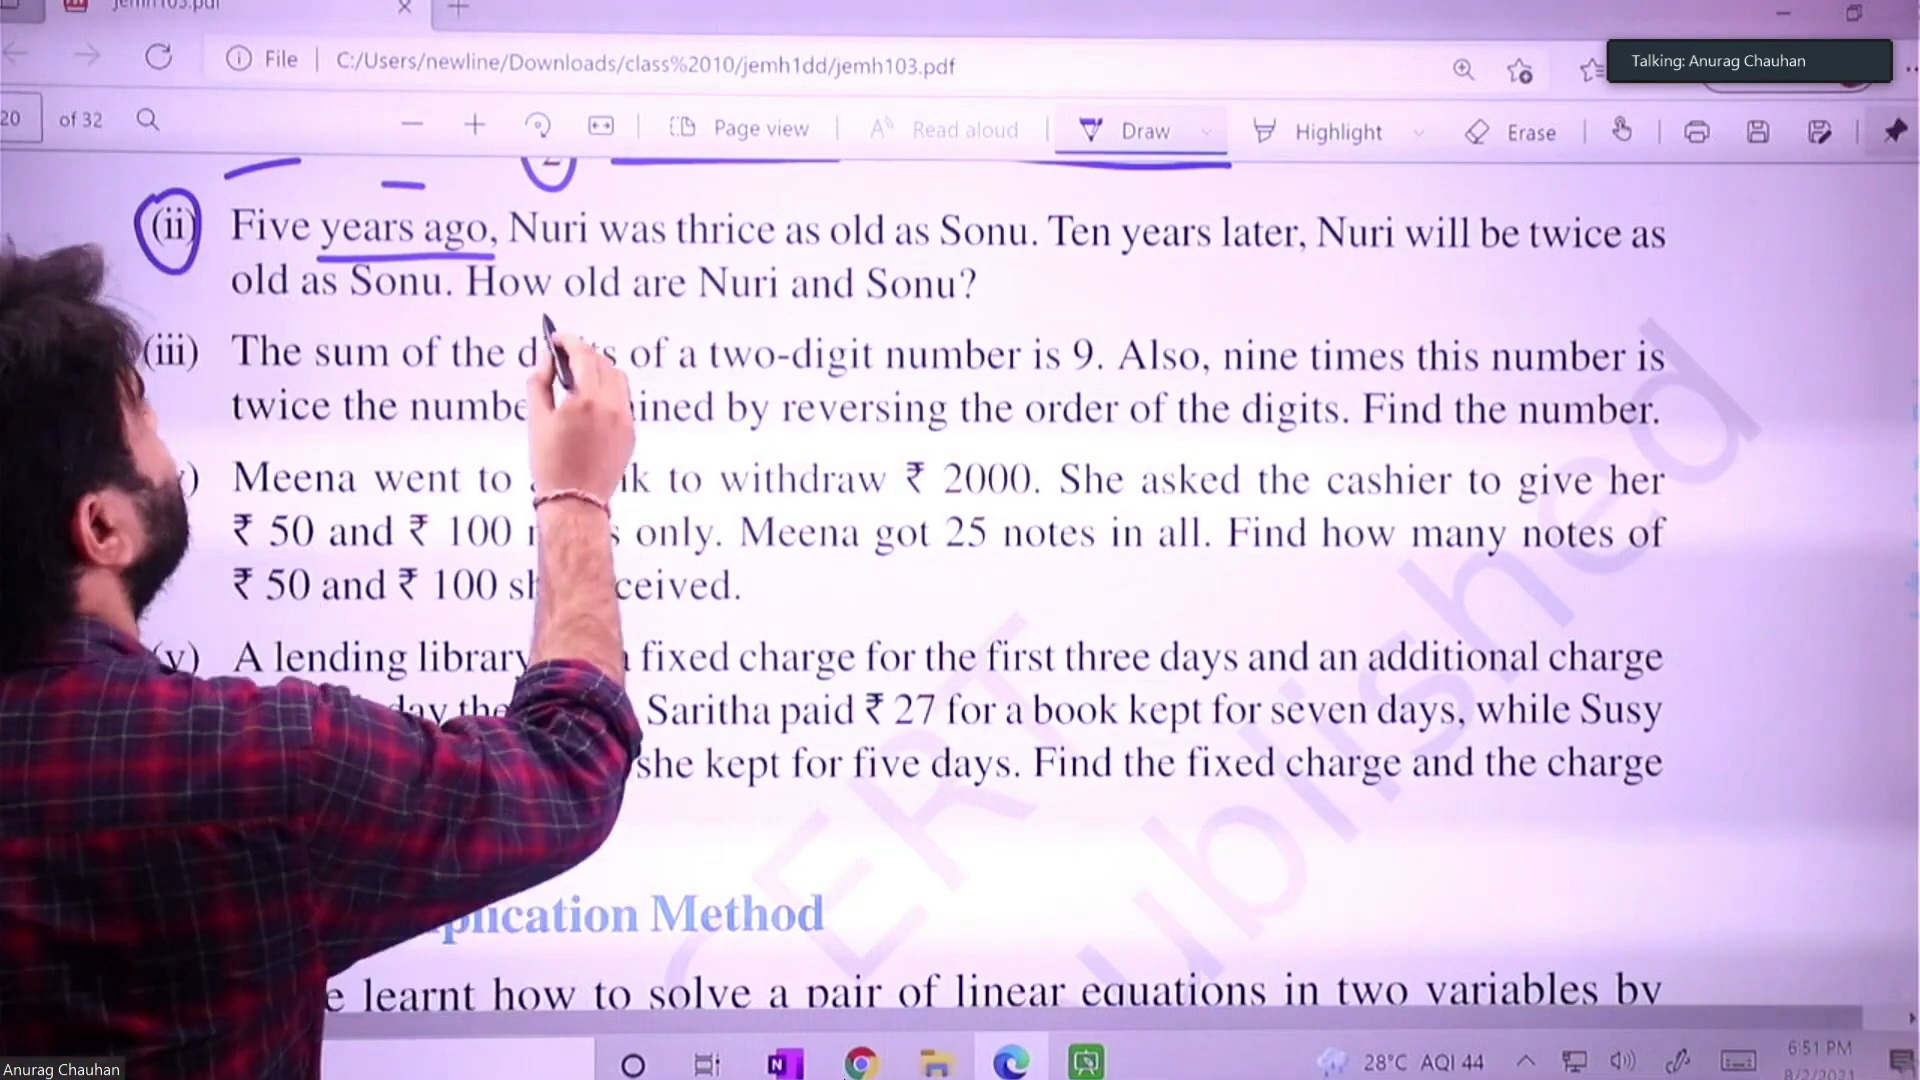 jemh103.pdf
File C:/Users/newline/Downloads/class%2010/jemh1dd/jemh103.pdf
Talking: Anurag Chauhan
20 of 32 Page view Read aloud Draw Highlight Erase
(ii) Five years ago, Nuri was thrice as old as Sonu. Ten years later, Nuri will be twice as
old as Sonu. How old are Nuri and Sonu?
(iii) The sum of the of a two-digit number is 9. Also, nine times this number is
twice the by reversing the order of the digits. Find the number.
Meena went to to withdraw ₹ 2000. She asked the cashier to give her
₹ 50 and ₹ 100 only. Meena got 25 notes in all. Find how many notes of
₹ 50 and ₹ 100
(v) A lending library fixed charge for the first three days and an additional charge
Saritha paid ₹ 27 for a book kept for seven days, while Susy
she kept for five days. Find the fixed charge and the charge
Method
learnt how to solve a pair of linear equations in two variables by
28°C AQI 44
6:51 PM
8/2/2021
Anurag Chauhan